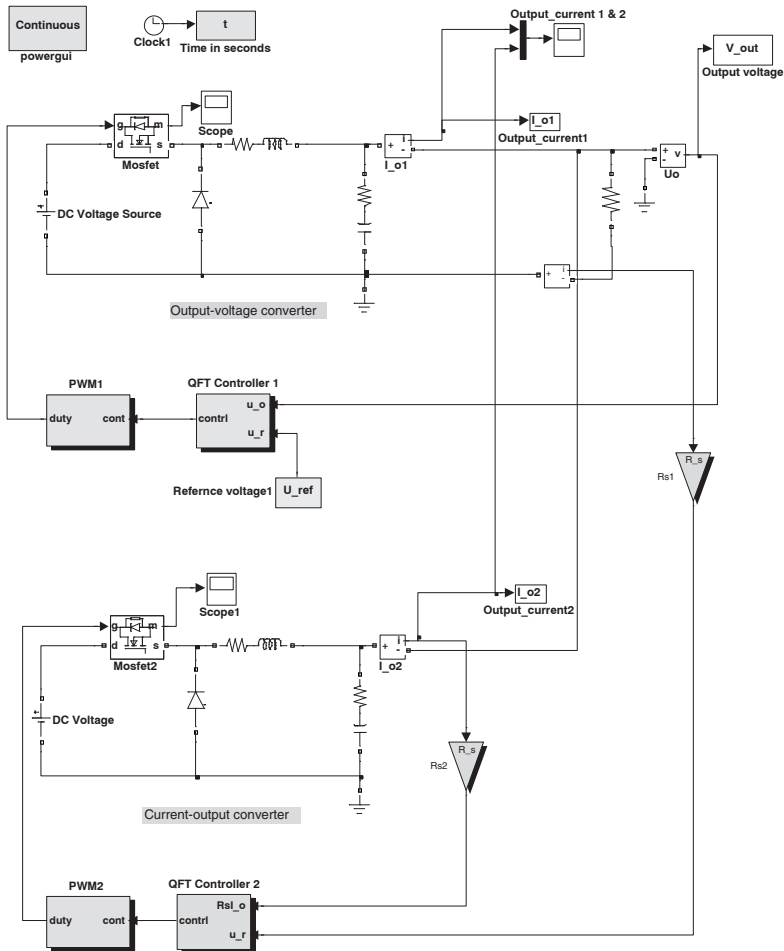 Continuous
powergui
Clock1
t
Time in seconds
Output_current 1 & 2
V_out
Output voltage
g
m
d
s
Mosfet
Scope
i
+
-
I_o1
I_o1
Output_current1
+
-
v
Uo
+
DC Voltage Source
i
+
-
Output-voltage converter
PWM1
duty
cont
QFT Controller 1
contrl
u_o
u_r
Refernce voltage1
U_ref
R_s
Rs1
Scope1
g
m
d
s
Mosfet2
i
+
-
I_o2
I_o2
Output_current2
+
DC Voltage
R_s
Rs2
Current-output converter
PWM2
duty
cont
QFT Controller 2
contrl
RsI_o
u_r